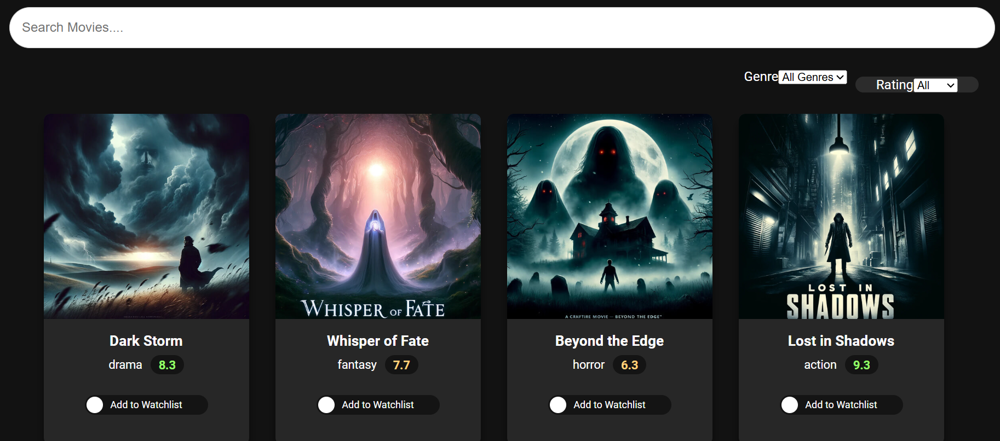 Search Movies....
Genre All Genres
Rating All
WHISPER OF FATE
A CRNFTIRE MOVIE — BEYOND THE EDGE"
LOST IN
SHADOWS
Dark Storm
Whisper of Fate
Beyond the Edge
Lost in Shadows
drama 8.3
fantasy 7.7
horror 6.3
action 9.3
Add to Watchlist
Add to Watchlist
Add to Watchlist
Add to Watchlist